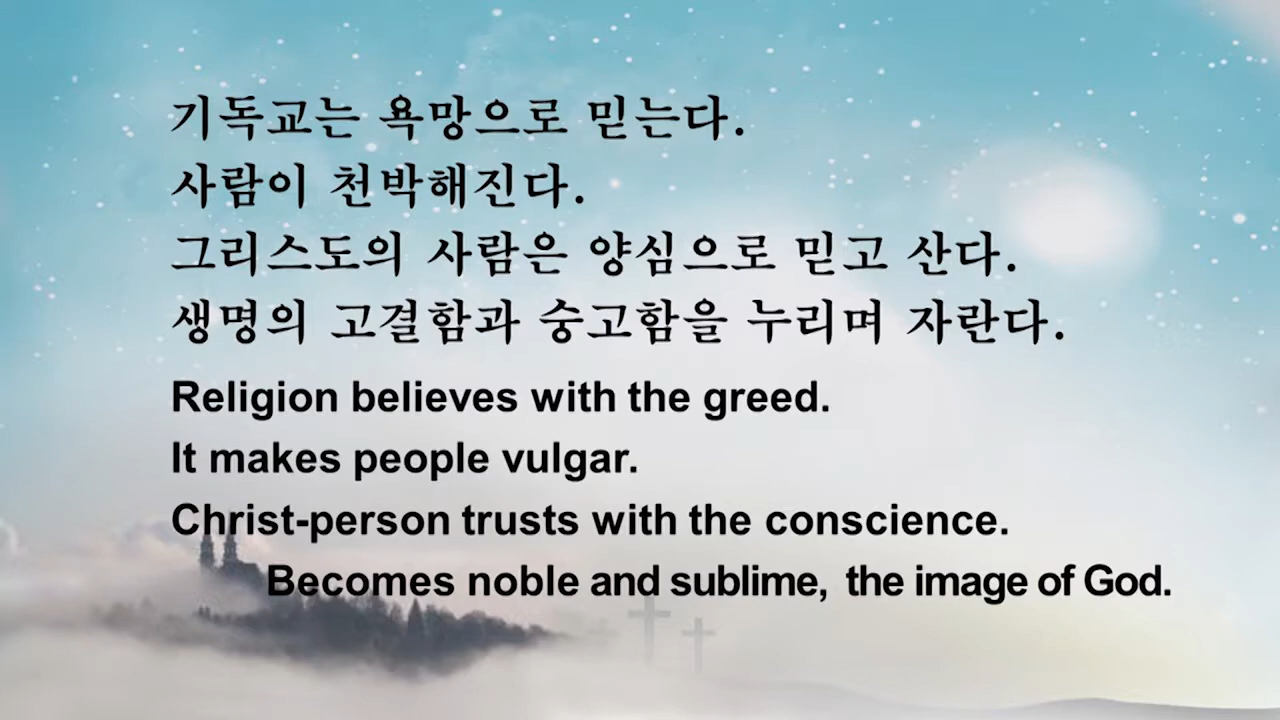 기독교는 욕망으로 믿는다.
사람이 천박해진다.
그리스도의 사람은 양심으로 믿고 산다.
생명의 고결함과 숭고함을 누리며 자란다.
Religion believes with the greed.
It makes people vulgar.
Christ-person trusts with the conscience.
Becomes noble and sublime, the image of God.